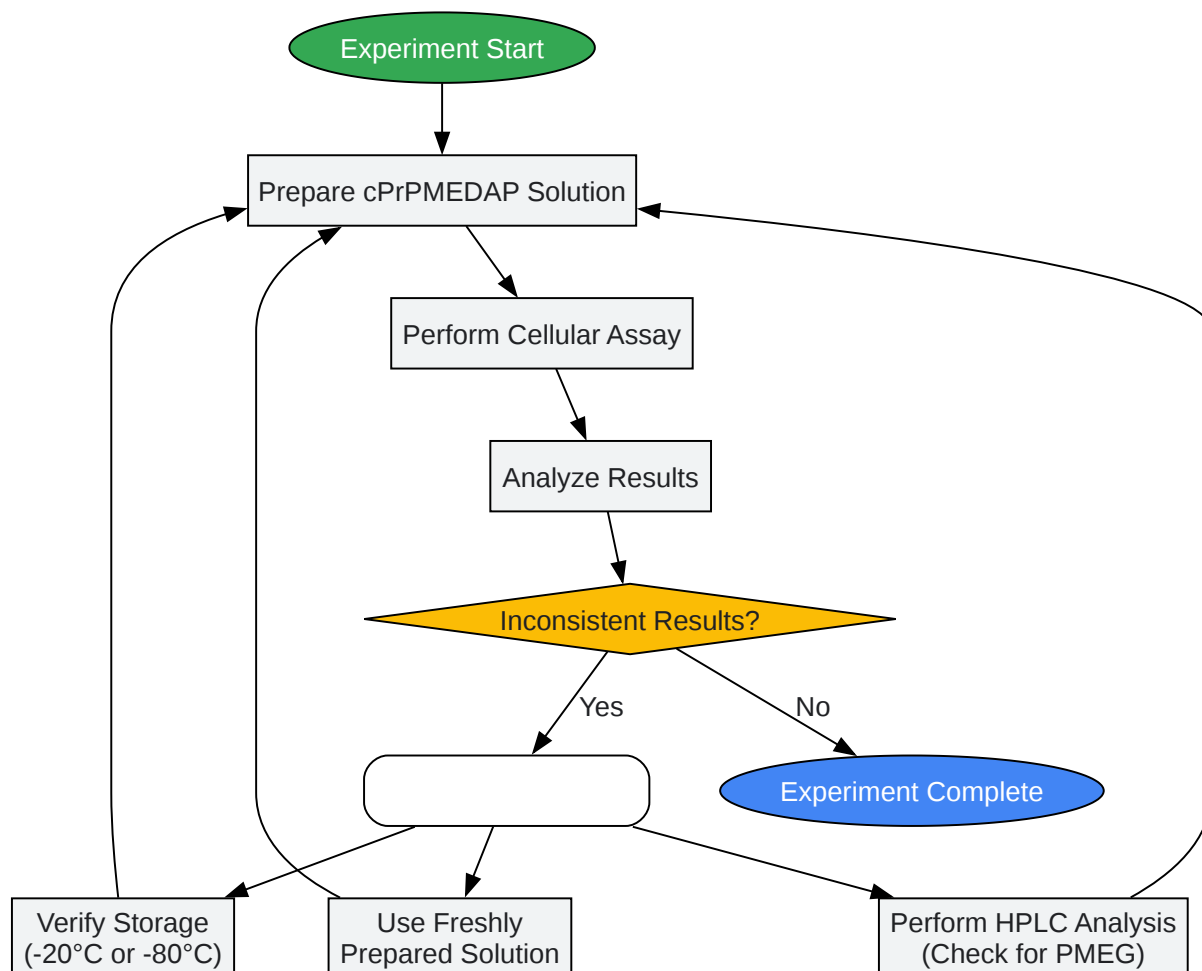 Experiment Start
Prepare cPrPMEDAP Solution
Perform Cellular Assay
Analyze Results
Inconsistent Results?
Yes
No
Experiment Complete
Verify Storage
(-20°C or -80°C)
Use Freshly
Prepared Solution
Perform HPLC Analysis
(Check for PMEG)